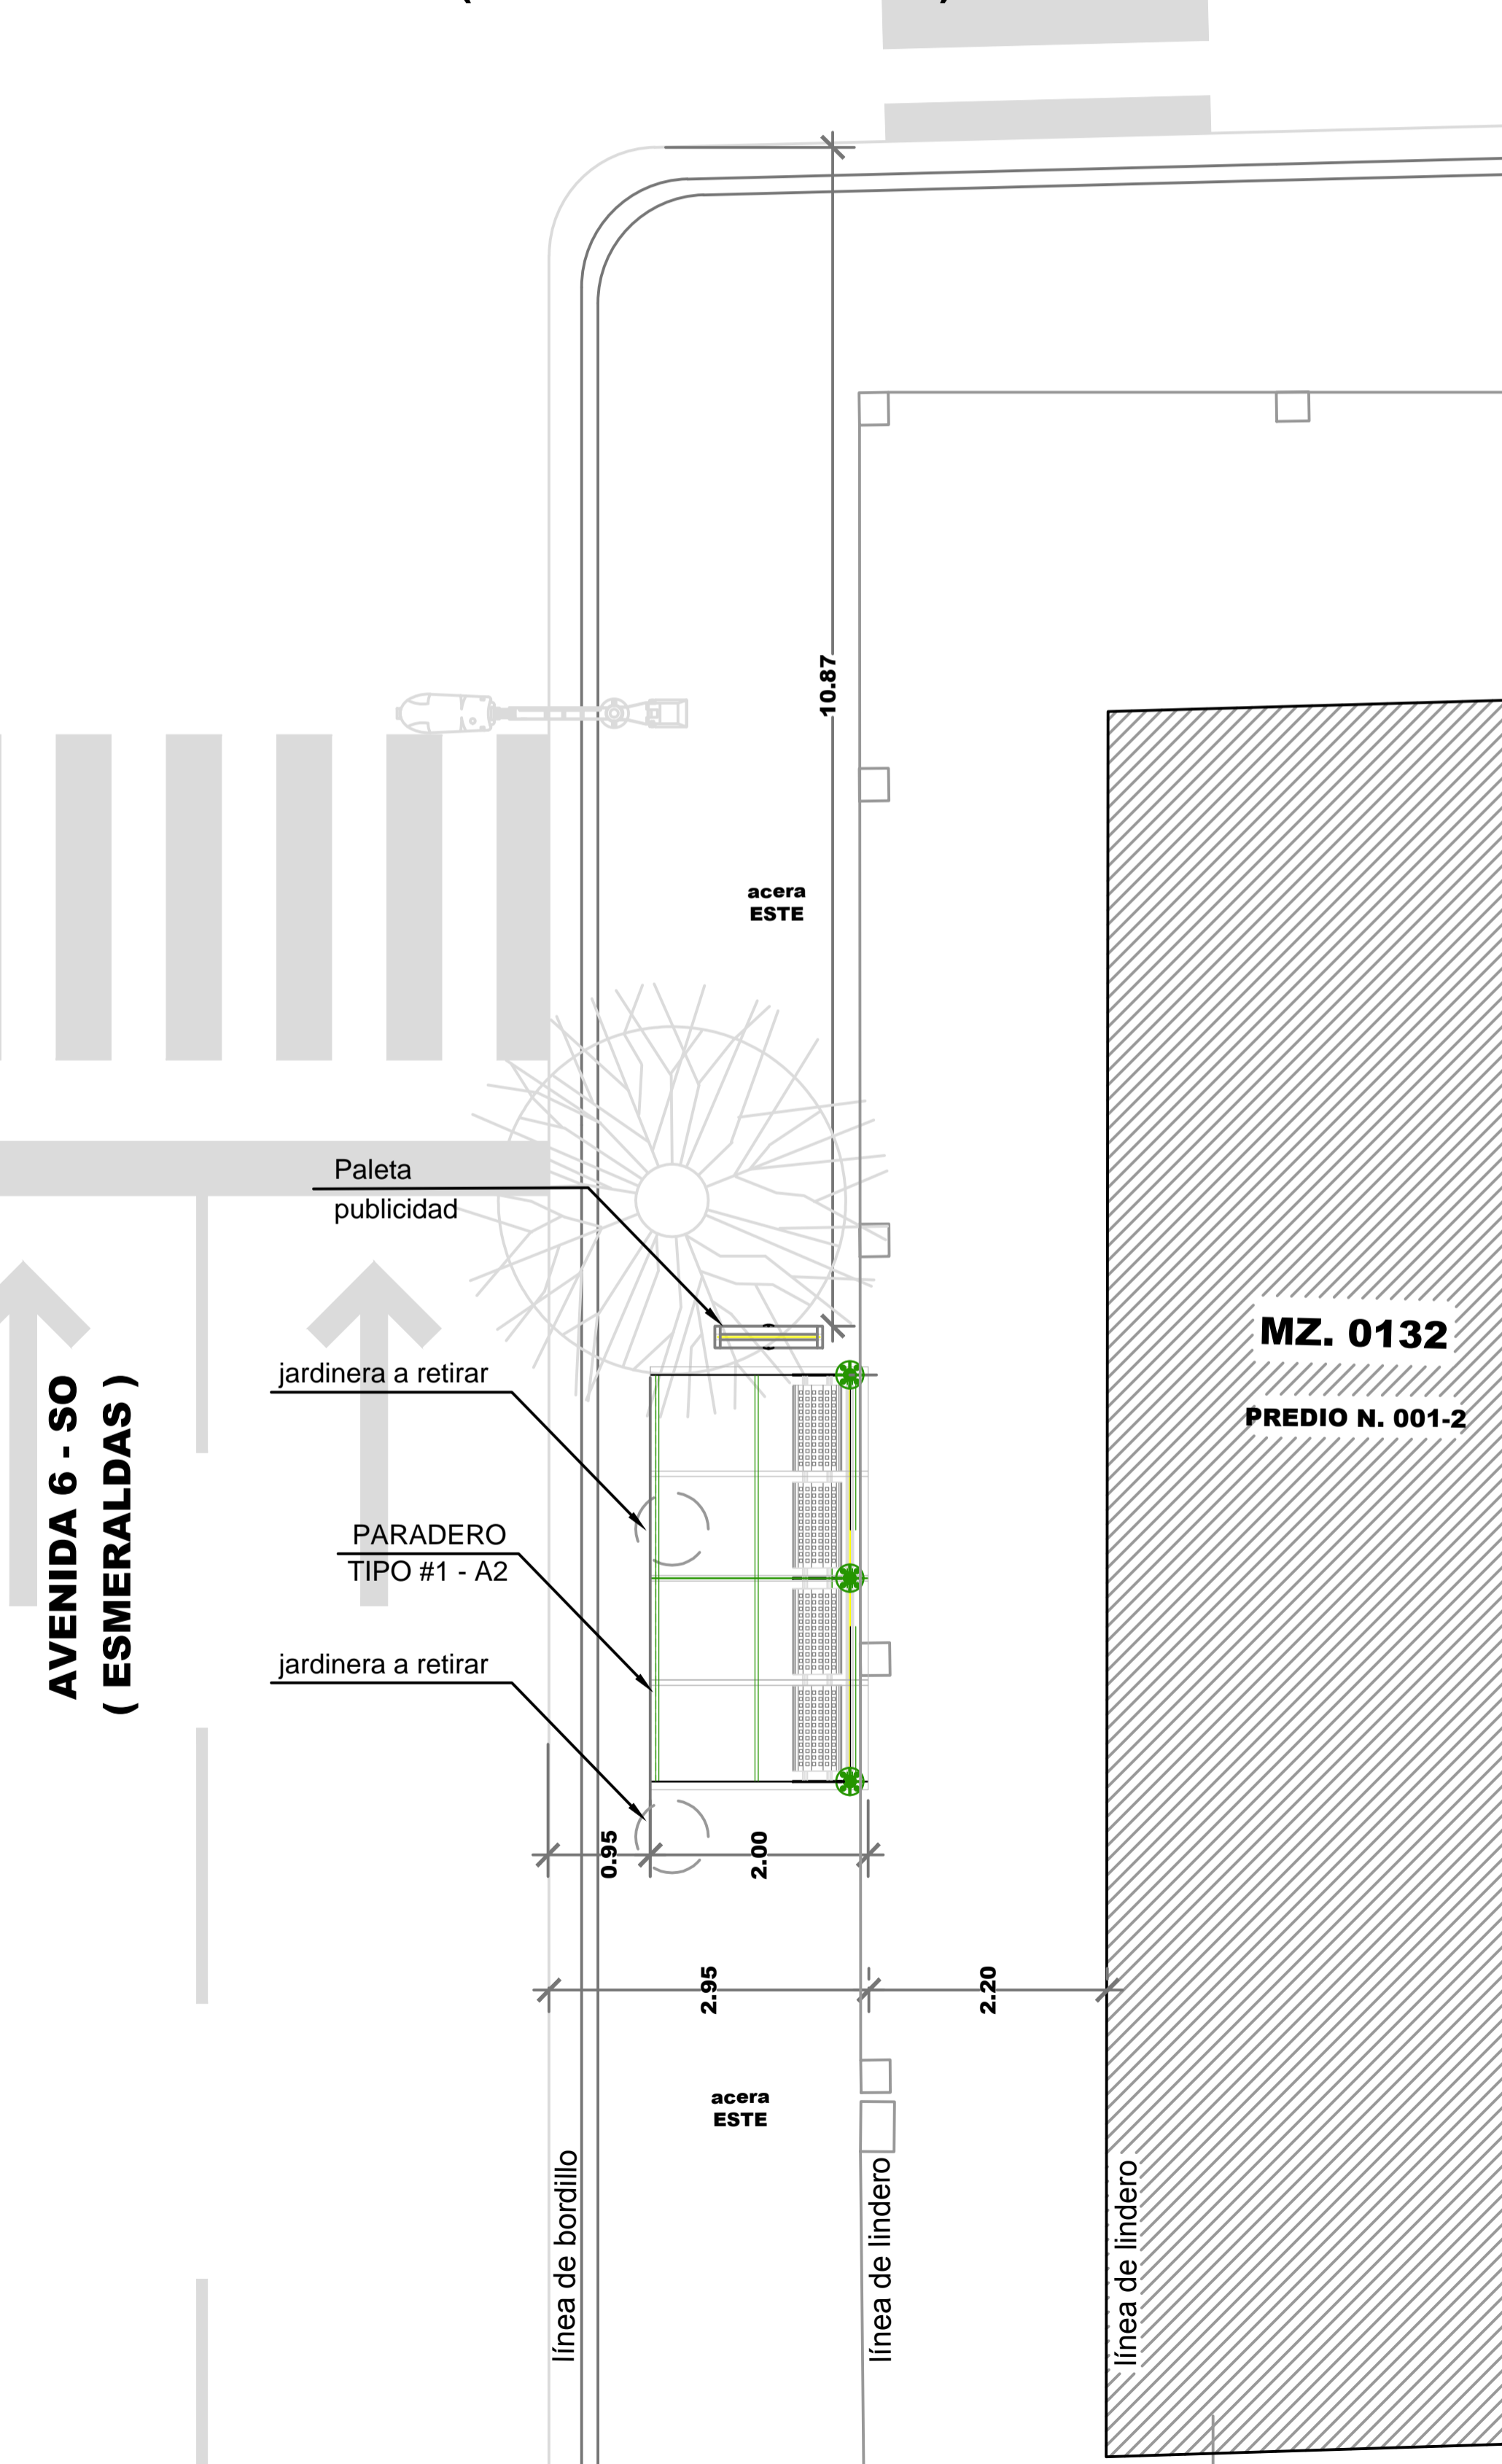 10.87
acera
ESTE
Paleta
publicidad
MZ. 0132
PREDIO N. 001-2
jardinera a retirar
AVENIDA 6 - SO
( ESMERALDAS )
PARADERO
TIPO #1 - A2
jardinera a retirar
0.95
2.00
2.95
2.20
acera
ESTE
línea de bordillo
línea de lindero
línea de lindero